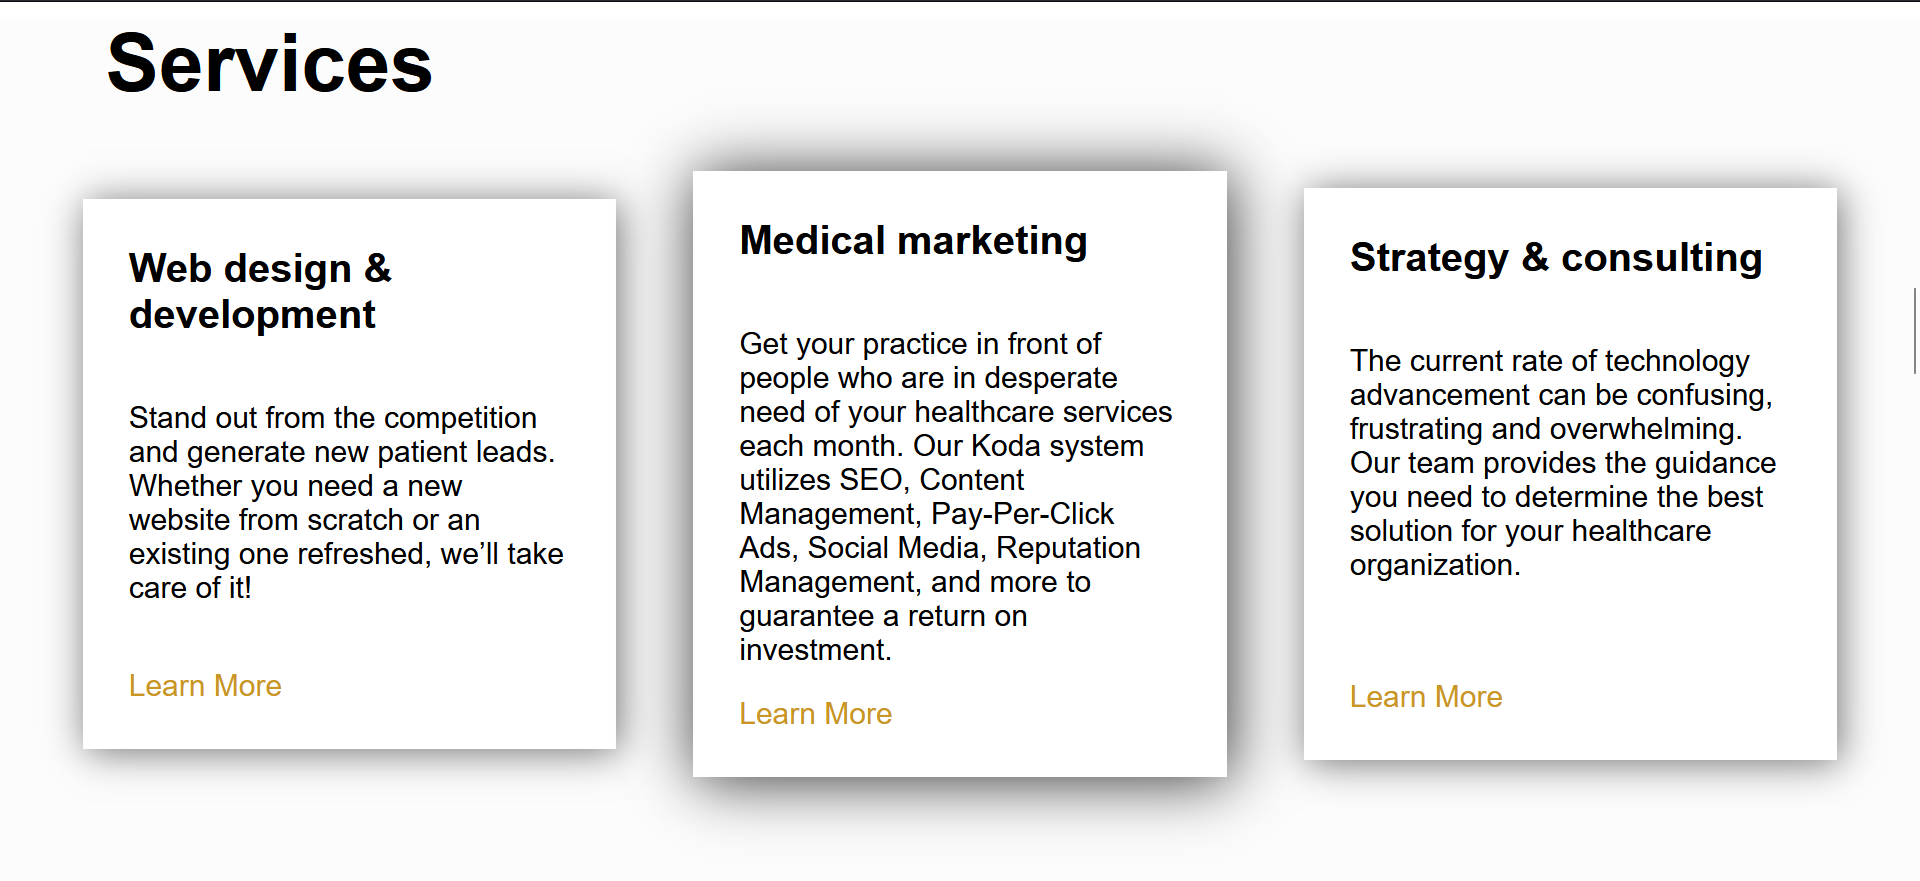 Services
Web design &
development
Stand out from the competition
and generate new patient leads.
Whether you need a new
website from scratch or an
existing one refreshed, we’ll take
care of it!
Learn More
Medical marketing
Get your practice in front of
people who are in desperate
need of your healthcare services
each month. Our Koda system
utilizes SEO, Content
Management, Pay-Per-Click
Ads, Social Media, Reputation
Management, and more to
guarantee a return on
investment.
Learn More
Strategy & consulting
The current rate of technology
advancement can be confusing,
frustrating and overwhelming.
Our team provides the guidance
you need to determine the best
solution for your healthcare
organization.
Learn More